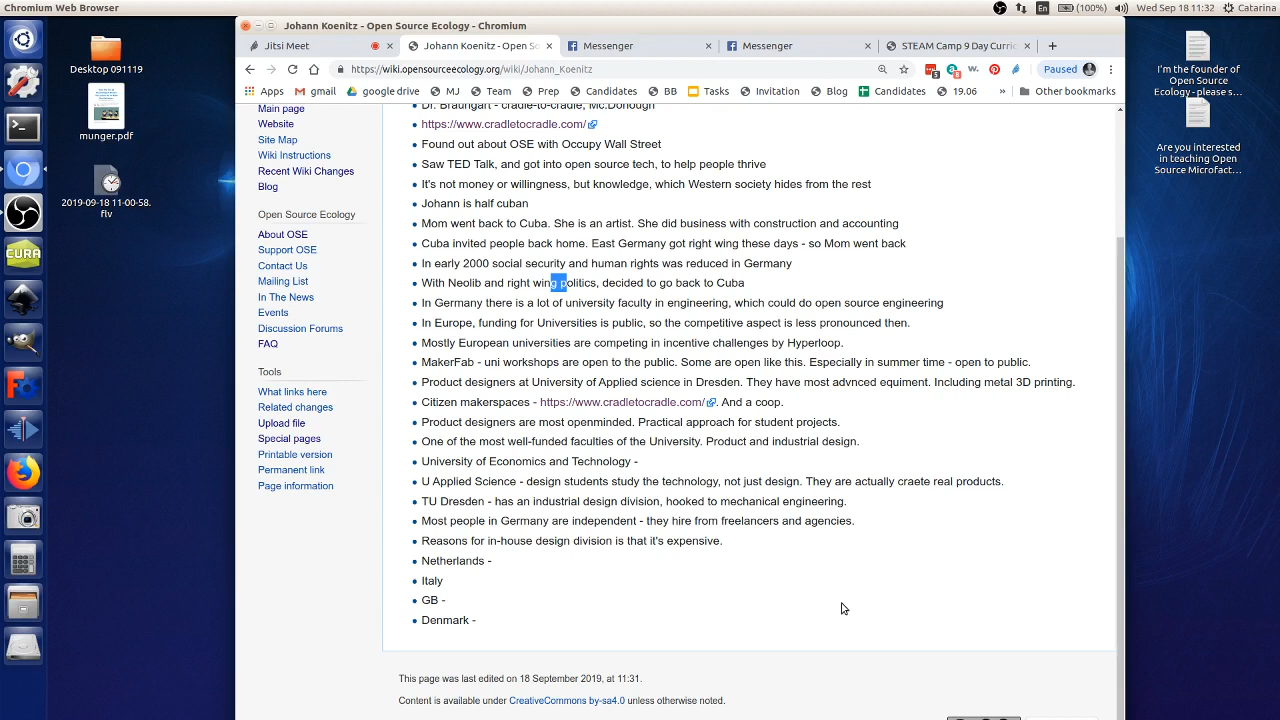 Chromium Web Browser
En
(100%)
Wed Sep 18 11:32
Catarina
Johann Koenitz - Open Source Ecology - Chromium
Jitsi Meet
Johann Koenitz - Open So
Messenger
Messenger
STEAM Camp 9 Day Curric
https://wiki.opensourceecology.org/wiki/Johann_Koenitz
Paused
Apps
gmail
google drive
MJ
Team
OSE
Candidates
BB
Tasks
Invitation
Blog
Candidates
19.06
»
Other bookmarks
Desktop 091119
munger.pdf
2019-09-18 11-00-58.
flv
CURA
I'm the founder of
Open Source
Ecology - please s...
Are you interested
in teaching Open
Source Microfact...
Main page
Website
Site Map
Wiki Instructions
Recent Wiki Changes
Blog
Open Source Ecology
About OSE
Support OSE
Contact Us
Mailing List
In The News
Events
Discussion Forums
FAQ
Tools
What links here
Related changes
Upload file
Special pages
Printable version
Permanent link
Page information
Dr. Braungart - cradle-cradle, Mc.Donough
https://www.cradletocradle.com/
Found out about OSE with Occupy Wall Street
Saw TED Talk, and got into open source tech, to help people thrive
It's not money or willingness, but knowledge, which Western society hides from the rest
Johann is half cuban
Mom went back to Cuba. She is an artist. She did business with construction and accounting
Cuba invited people back home. East Germany got right wing these days - so Mom went back
In early 2000 social security and human rights was reducd in Germany
With Neolib and right wing politics, decided to go back to Cuba
In Germany there is a lot of university faculty in engineering, which could do open source engineering
In Europe, funding for Universities is public, so the competitive aspect is less pronounced then.
Mostly European universities are competing in incentive challenges by Hyperloop.
MakerFab - uni workshops are open to the public. Some are open like this. Especially in summer time - open to public.
Product designers at University of Applied science in Dresden. They have most advnced equiment. Including metal 3D printing.
Citizen makerspaces - https://www.cradletocradle.com/. And a coop.
Product designers are most openminded. Practical approach for student projects.
One of the most well-funded faculties of the University. Product and industrial design.
University of Economics and Technology -
U Applied Science - design students study the technology, not just design. They are actually craete real products.
TU Dresden - has an industrial design division, hooked to mechanical engineering.
Most people in Germany are independent - they hire from freelancers and agencies.
Reasons for in-house design division is that it's expensive.
Netherlands -
Italy
GB -
Denmark -
This page was last edited on 18 September 2019, at 11:31.
Content is available under CreativeCommons by-sa4.0 unless otherwise noted.